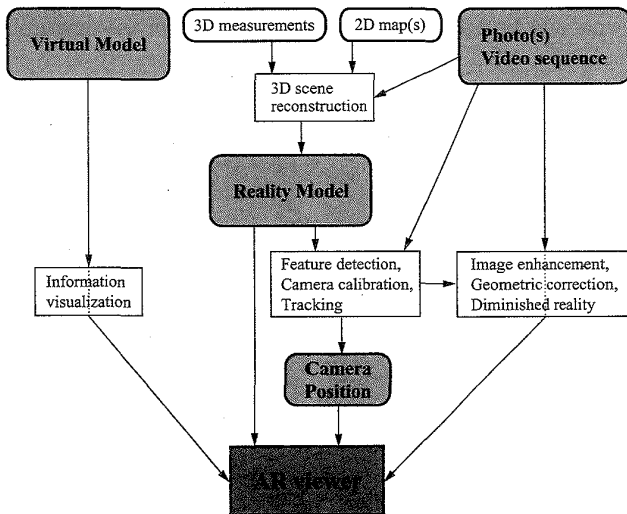 Virtual Model
3D measurements
2D map(s)
Photo(s)
Video sequence
3D scene
reconstruction
Reality Model
Information
visualization
Feature detection,
Camera calibration,
Tracking
Image enhancement,
Geometric correction,
Diminished reality
Camera
Position
AR viewer